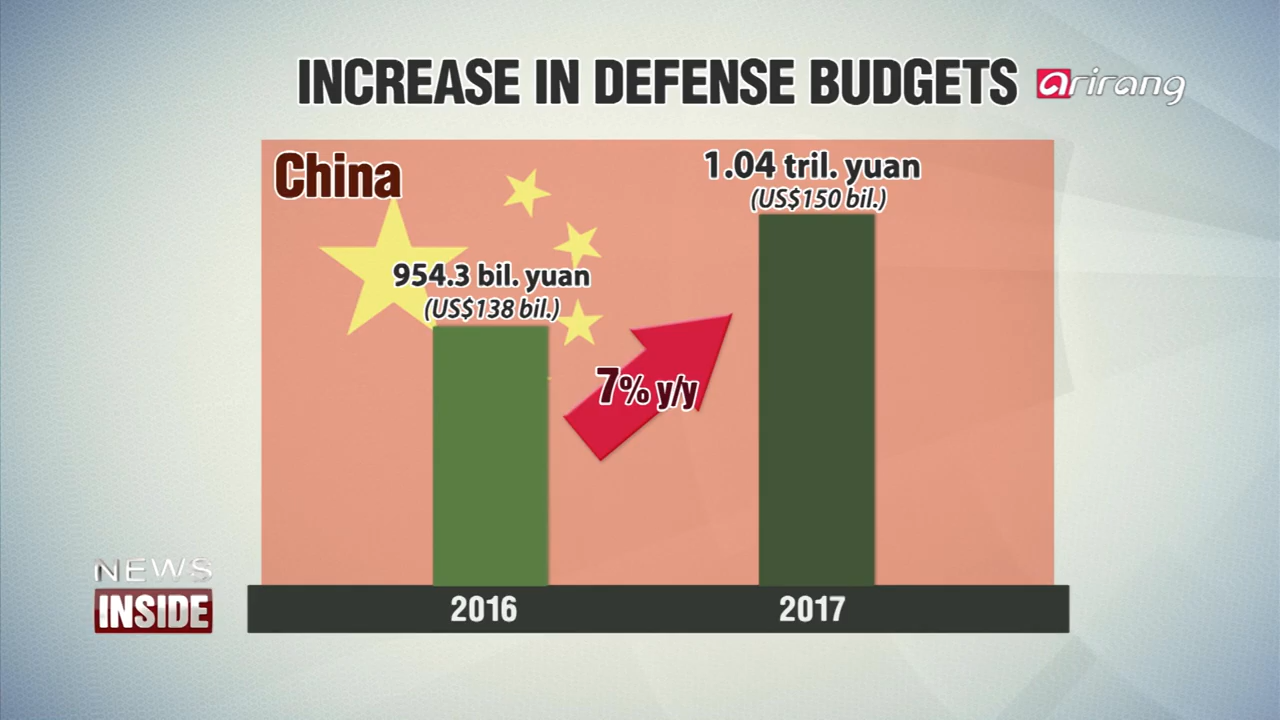 INCREASE IN DEFENSE BUDGETS
arirang
China
1.04 tril. yuan
(US$150 bil.)
954.3 bil. yuan
(US$138 bil.)
7% y/y
2016
2017
NEWS
INSIDE